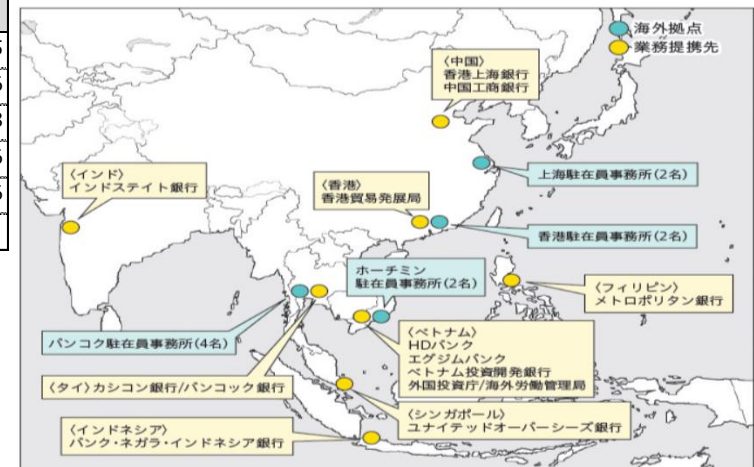 海外拠点
業務提携先
〈中国〉
香港上海銀行
中国工商銀行
上海駐在員事務所(2名)
〈インド〉
インドステイト銀行
〈香港〉
香港貿易発展局
香港駐在員事務所(2名)
ホーチミン
駐在員事務所(2名)
〈フィリピン〉
メトロポリタン銀行
バンコク駐在員事務所(4名)
〈ベトナム〉
HDバンク
エグジムバンク
ベトナム投資開発銀行
外国投資庁/海外労働管理局
〈タイ〉カシコン銀行/バンコック銀行
〈シンガポール〉
ユナイテッドオーバーシーズ銀行
〈インドネシア〉
バンク・ネガラ・インドネシア銀行